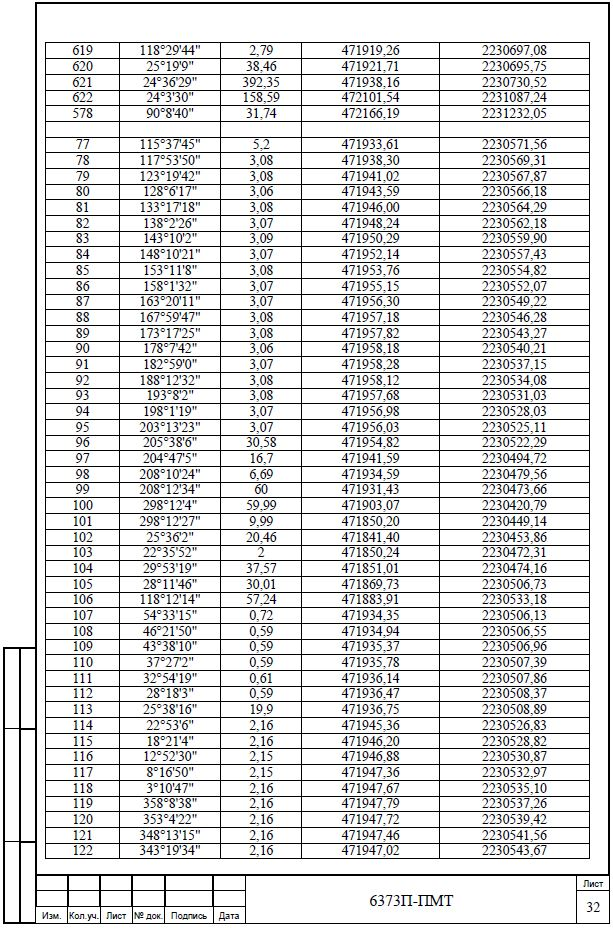 619 118°29'44" 2,79 471919,26 2230697,08
620 25°19'9" 38,46 471921,71 2230695,75
621 24°36'29" 392,35 471938,16 2230730,52
622 24°3'30" 158,59 472101,54 2231087,24
578 90°8'40" 31,74 472166,19 2231232,05
77 115°37'45" 5,2 471933,61 2230571,56
78 117°53'50" 3,08 471938,30 2230569,31
79 123°19'42" 3,08 471941,02 2230567,87
80 128°6'17" 3,06 471943,59 2230566,18
81 133°17'18" 3,08 471946,00 2230564,29
82 138°2'26" 3,07 471948,24 2230562,18
83 143°10'2" 3,09 471950,29 2230559,90
84 148°10'21" 3,07 471952,14 2230557,43
85 153°11'8" 3,08 471953,76 2230554,82
86 158°1'32" 3,07 471955,15 2230552,07
87 163°20'11" 3,07 471956,30 2230549,22
88 167°59'47" 3,08 471957,18 2230546,28
89 173°17'25" 3,08 471957,82 2230543,27
90 178°7'42" 3,06 471958,18 2230540,21
91 182°59'0" 3,07 471958,28 2230537,15
92 188°12'32" 3,08 471958,12 2230534,08
93 193°8'2" 3,08 471957,68 2230531,03
94 198°1'19" 3,07 471956,98 2230528,03
95 203°13'23" 3,07 471956,03 2230525,11
96 205°38'6" 30,58 471954,82 2230522,29
97 204°47'5" 16,7 471941,59 2230494,72
98 208°10'24" 6,69 471934,59 2230479,56
99 208°12'34" 60 471931,43 2230473,66
100 298°12'4" 59,99 471903,07 2230420,79
101 298°12'27" 9,99 471850,20 2230449,14
102 25°36'2" 20,46 471841,40 2230453,86
103 22°35'52" 2 471850,24 2230472,31
104 29°53'19" 37,57 471851,01 2230474,16
105 28°11'46" 30,01 471869,73 2230506,73
106 118°12'14" 57,24 471883,91 2230533,18
107 54°33'15" 0,72 471934,35 2230506,13
108 46°21'50" 0,59 471934,94 2230506,55
109 43°38'10" 0,59 471935,37 2230506,96
110 37°27'2" 0,59 471935,78 2230507,39
111 32°54'19" 0,61 471936,14 2230507,86
112 28°18'3" 0,59 471936,47 2230508,37
113 25°38'16" 19,9 471936,75 2230508,89
114 22°53'6" 2,16 471945,36 2230526,83
115 18°21'4" 2,16 471946,20 2230528,82
116 12°52'30" 2,15 471946,88 2230530,87
117 8°16'50" 2,15 471947,36 2230532,97
118 3°10'47" 2,16 471947,67 2230535,10
119 358°8'38" 2,16 471947,79 2230537,26
120 353°4'22" 2,16 471947,72 2230539,42
121 348°13'15" 2,16 471947,46 2230541,56
122 343°19'34" 2,16 471947,02 2230543,67
6373П-ПМТ
Лист
32
Изм. Кол.уч. Лист № док. Подпись Дата